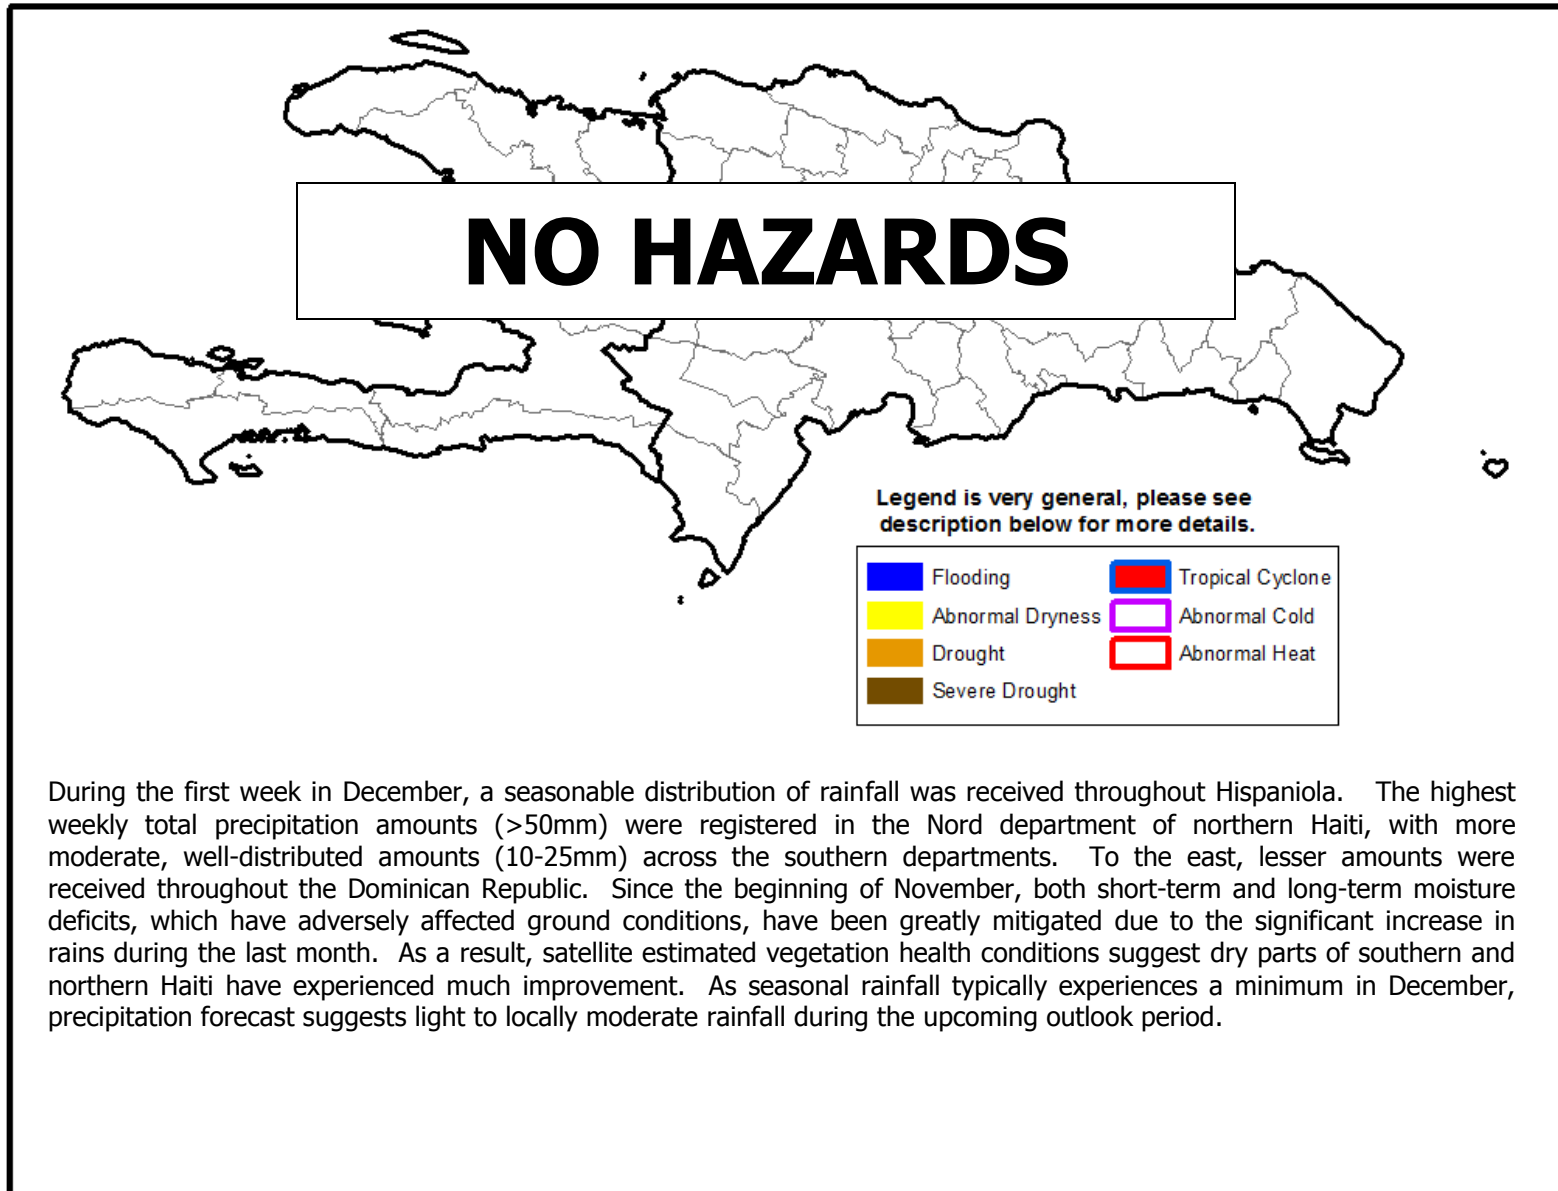 NO HAZARDS
Legend is very general, please see
description below for more details.
Flooding
Tropical Cyclone
Abnormal Dryness
Abnormal Cold
Drought
Abnormal Heat
Severe Drought
During the first week in December, a seasonable distribution of rainfall was received throughout Hispaniola. The highest
weekly total precipitation amounts (>50mm) were registered in the Nord department of northern Haiti, with more
moderate, well-distributed amounts (10-25mm) across the southern departments. To the east, lesser amounts were
received throughout the Dominican Republic. Since the beginning of November, both short-term and long-term moisture
deficits, which have adversely affected ground conditions, have been greatly mitigated due to the significant increase in
rains during the last month. As a result, satellite estimated vegetation health conditions suggest dry parts of southern and
northern Haiti have experienced much improvement. As seasonal rainfall typically experiences a minimum in December,
precipitation forecast suggests light to locally moderate rainfall during the upcoming outlook period.